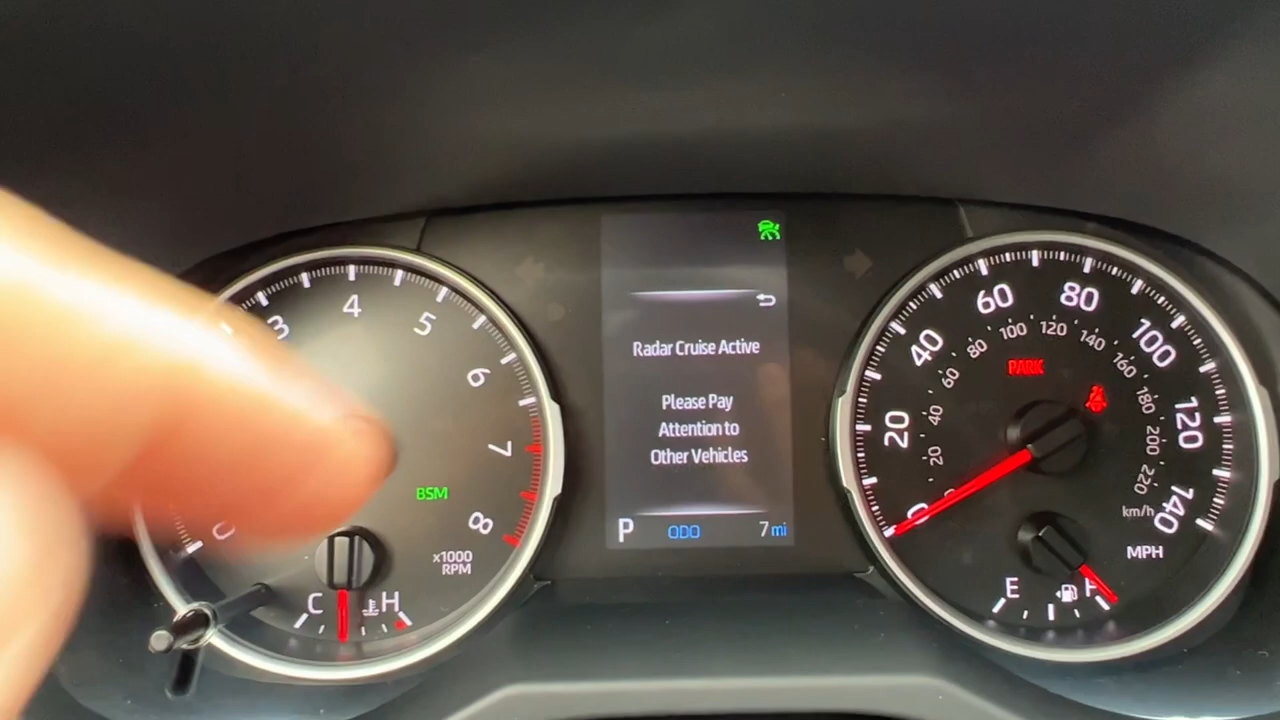 3
4
5
6
7
8
0
BSM
x1000
RPM
C
H
Radar Cruise Active
Please Pay
Attention to
Other Vehicles
P
ODO
7 mi
0
20
40
60
80
100
120
140
20
40
60
80
100
120
140
160
180
200
220
km/h
MPH
PARK
E
F